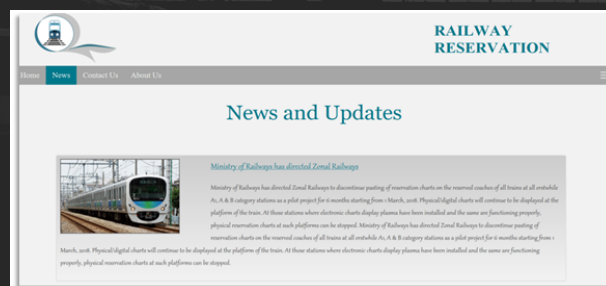 RAILWAY
RESERVATION
Home News Contact Us About Us
News and Updates
Ministry of Railways has directed Zonal Railways
Ministry of Railways has directed Zonal Railways to discontinue pasting of reservation charts on the reserved coaches of all trains at all erstwhile
A1, A & B category stations as a pilot project for 6 months starting from 1 March, 2018. Physical/digital charts will continue to be displayed at the
platform of the train. At those stations where electronic charts display plasma have been installed and the same are functioning properly,
physical reservation charts at such platforms can be stopped. Ministry of Railways has directed Zonal Railways to discontinue pasting of
reservation charts on the reserved coaches of all trains at all erstwhile A1, A & B category stations as a pilot project for 6 months starting from 1
March, 2018. Physical/digital charts will continue to be displayed at the platform of the train. At those stations where electronic charts display plasma have been installed and the same are functioning
properly, physical reservation charts at such platforms can be stopped.